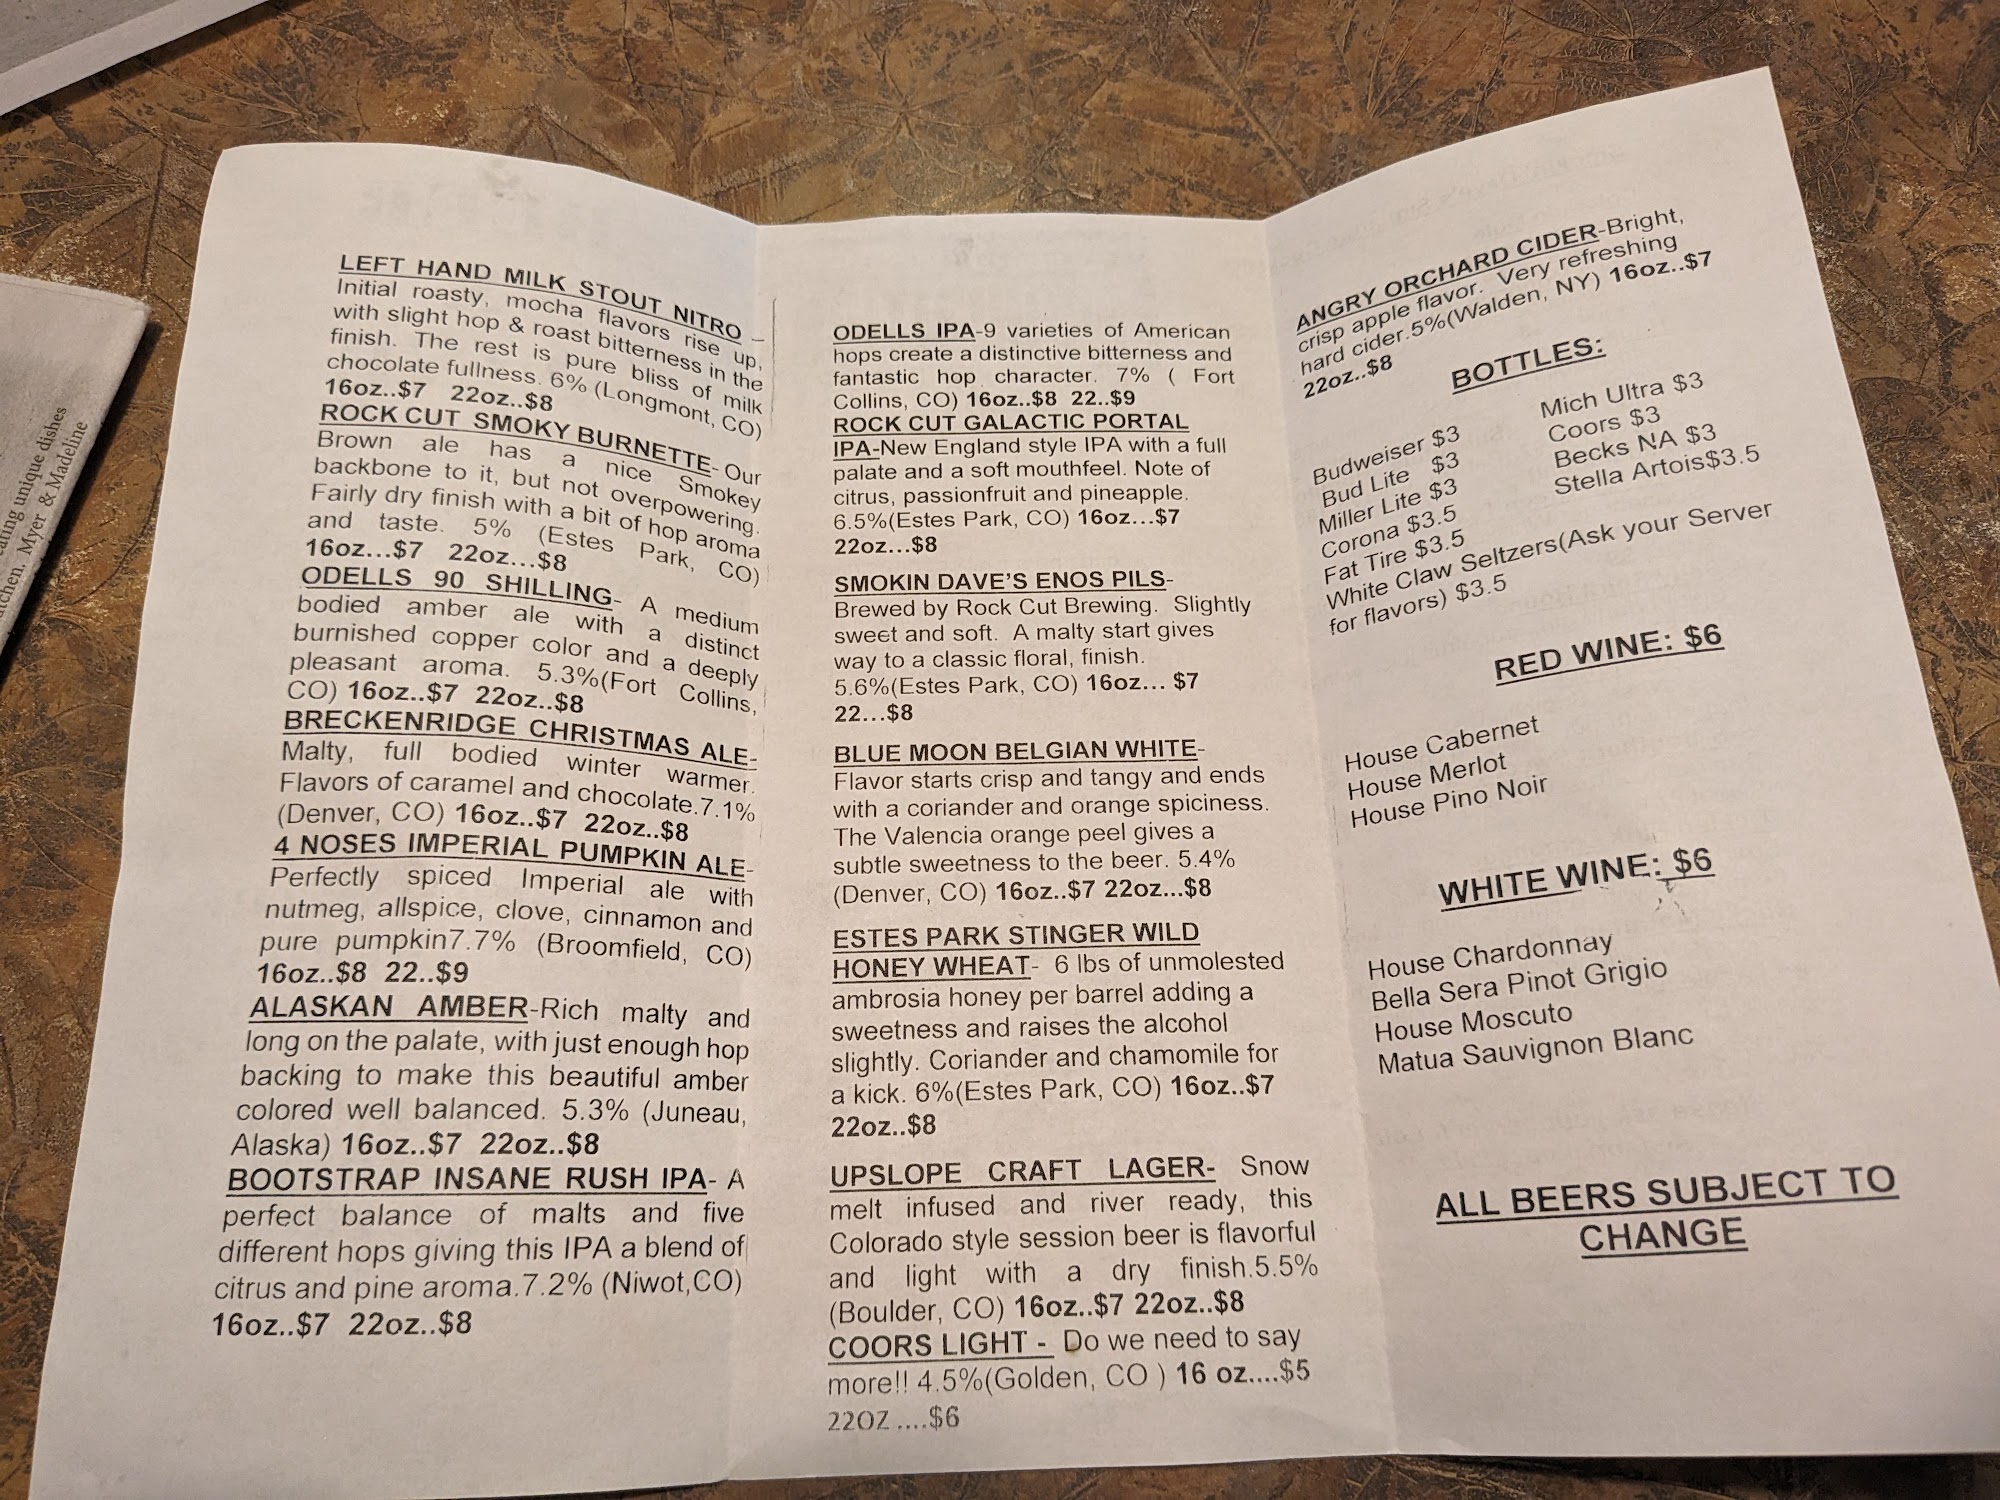 LEFT HAND MILK STOUT NITRO -
Initial roasty, mocha flavors rise up,
with slight hop & roast bitterness in the
finish. The rest is pure bliss of milk
chocolate fullness. 6% (Longmont, CO)
16oz..$7 22oz..$8
ROCK CUT SMOKY BURNETTE- Our
Brown ale has a nice Smokey
backbone to it, but not overpowering.
Fairly dry finish with a bit of hop aroma
and taste. 5% (Estes Park, CO)
16oz...$7 22oz...$8
ODELLS 90 SHILLING- A medium
bodied amber ale with a distinct
burnished copper color and a deeply
pleasant aroma. 5.3%(Fort Collins,
CO) 16oz..$7 22oz..$8
BRECKENRIDGE CHRISTMAS ALE-
Malty, full bodied winter warmer.
Flavors of caramel and chocolate.7.1%
(Denver, CO) 16oz..$7 22oz..$8
4 NOSES IMPERIAL PUMPKIN ALE-
Perfectly spiced Imperial ale with
nutmeg, allspice, clove, cinnamon and
pure pumpkin7.7% (Broomfield, CO)
16oz..$8 22..$9
ALASKAN AMBER-Rich malty and
long on the palate, with just enough hop
backing to make this beautiful amber
colored well balanced. 5.3% (Juneau,
Alaska) 16oz..$7 22oz..$8
BOOTSTRAP INSANE RUSH IPA- A
perfect balance of malts and five
different hops giving this IPA a blend of
citrus and pine aroma.7.2% (Niwot,CO)
16oz..$7 22oz..$8
ODELLS IPA-9 varieties of American
hops create a distinctive bitterness and
fantastic hop character. 7% ( Fort
Collins, CO) 16oz..$8 22..$9
ROCK CUT GALACTIC PORTAL
IPA-New England style IPA with a full
palate and a soft mouthfeel. Note of
citrus, passionfruit and pineapple.
6.5%(Estes Park, CO) 16oz...$7
22oz...$8
SMOKIN DAVE'S ENOS PILS-
Brewed by Rock Cut Brewing. Slightly
sweet and soft. A malty start gives
way to a classic floral, finish.
5.6%(Estes Park, CO) 16oz... $7
22...$8
BLUE MOON BELGIAN WHITE-
Flavor starts crisp and tangy and ends
with a coriander and orange spiciness.
The Valencia orange peel gives a
subtle sweetness to the beer. 5.4%
(Denver, CO) 16oz..$7 22oz...$8
ESTES PARK STINGER WILD
HONEY WHEAT- 6 lbs of unmolested
ambrosia honey per barrel adding a
sweetness and raises the alcohol
slightly. Coriander and chamomile for
a kick. 6%(Estes Park, CO) 16oz..$7
22oz..$8
UPSLOPE CRAFT LAGER- Snow
melt infused and river ready, this
Colorado style session beer is flavorful
and light with a dry finish.5.5%
(Boulder, CO) 16oz..$7 22oz..$8
COORS LIGHT - Do we need to say
more!! 4.5%(Golden, CO ) 16 oz....$5
22OZ ....$6
ANGRY ORCHARD CIDER-Bright,
crisp apple flavor. Very refreshing
hard cider.5%(Walden, NY) 16oz..$7
22oz..$8
BOTTLES:
Budweiser $3
Bud Lite $3
Miller Lite $3
Corona $3.5
Fat Tire $3.5
Mich Ultra $3
Coors $3
Becks NA $3
Stella Artois$3.5
White Claw Seltzers(Ask your Server
for flavors) $3.5
RED WINE: $6
House Cabernet
House Merlot
House Pino Noir
WHITE WINE: $6
House Chardonnay
Bella Sera Pinot Grigio
House Moscuto
Matua Sauvignon Blanc
ALL BEERS SUBJECT TO
CHANGE
unique dishes
Myer & Madeline